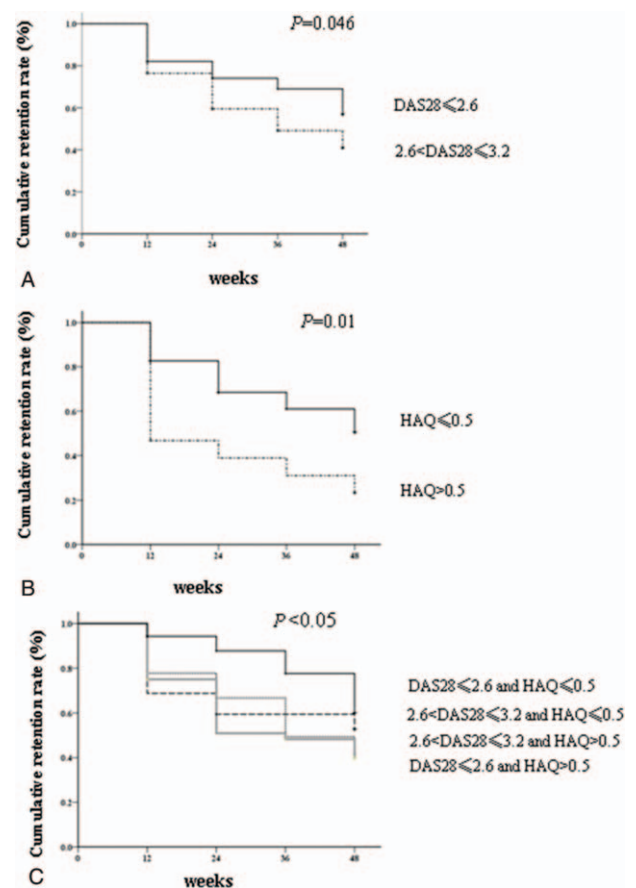 P=0.046
Cumulative retention rate (%)
1.0
0.8
0.6
0.4
0.2
0.0
0
12
24
36
48
DAS28⩽2.6
2.6<DAS28⩽3.2
weeks
A
P=0.01
Cumulative retention rate (%)
1.0
0.8
0.6
0.4
0.2
0.0
0
12
24
36
48
HAQ⩽0.5
HAQ>0.5
weeks
B
P<0.05
Cumulative retention rate (%)
1.0
0.8
0.6
0.4
0.2
0.0
0
12
24
36
48
DAS28⩽2.6 and HAQ⩽0.5
2.6<DAS28⩽3.2 and HAQ⩽0.5
2.6<DAS28⩽3.2 and HAQ>0.5
DAS28⩽2.6 and HAQ>0.5
weeks
C